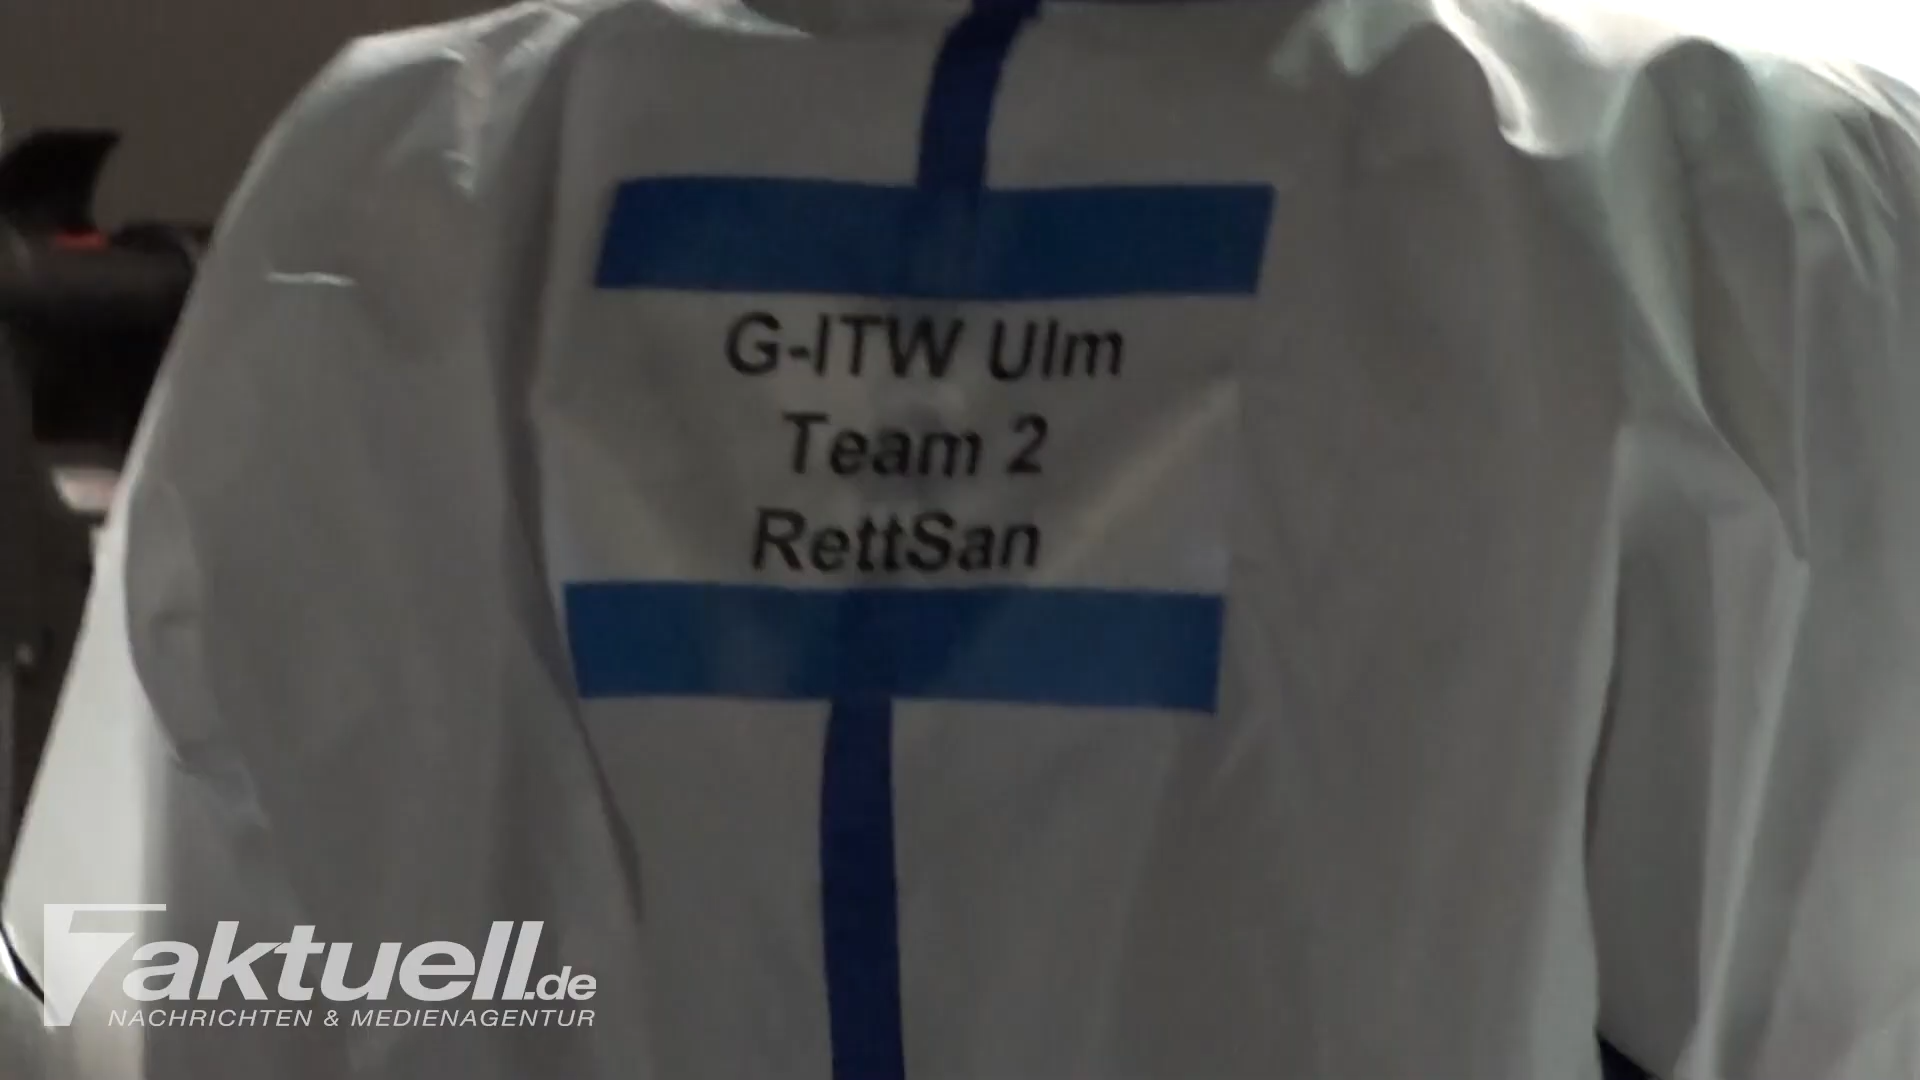 G-ITW Ulm
Team 2
RettSan
7aktuell.de
NACHRICHTEN & MEDIENAGENTUR